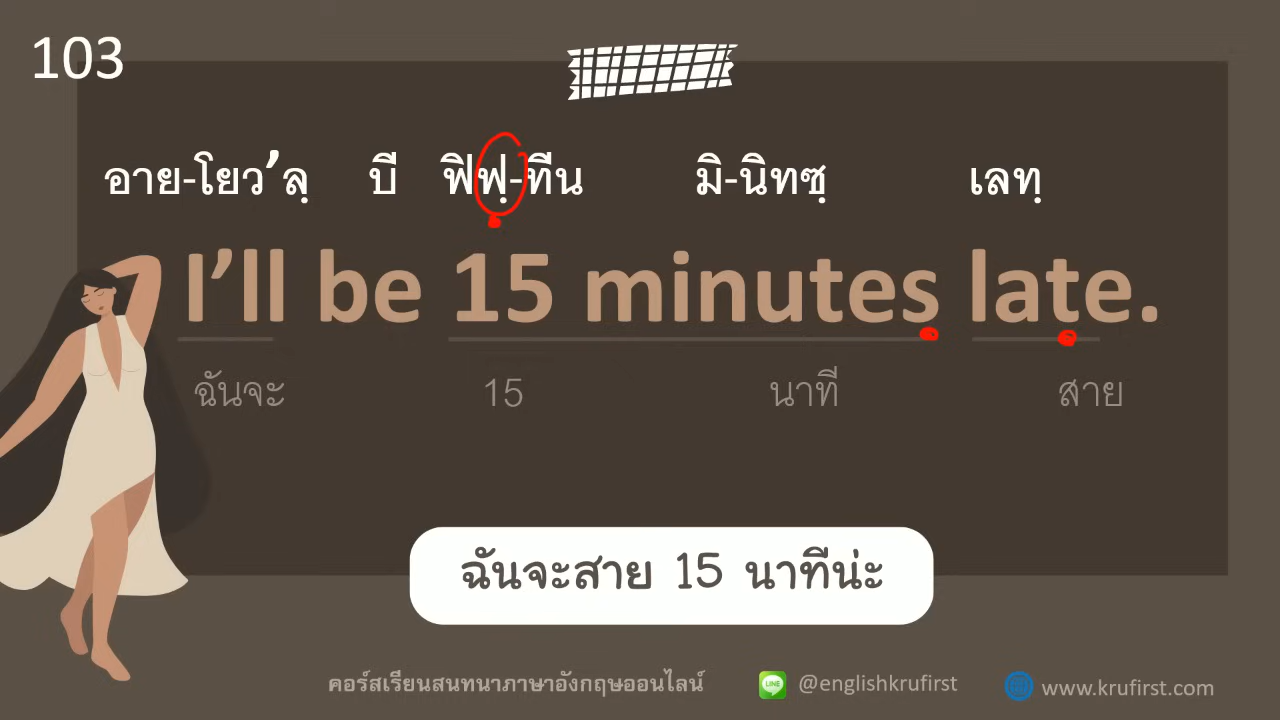 103
อาย-โยว’ลฺ บี ฟิฟฺ-ทีน มิ-นิทซฺ เลทฺ
I’ll be 15 minutes late.
ฉันจะ 15 นาที สาย
ฉันจะสาย 15 นาทีน่ะ
คอร์สเรียนสนทนาภาษาอังกฤษออนไลน์ LINE @englishkrufirst www.krufirst.com